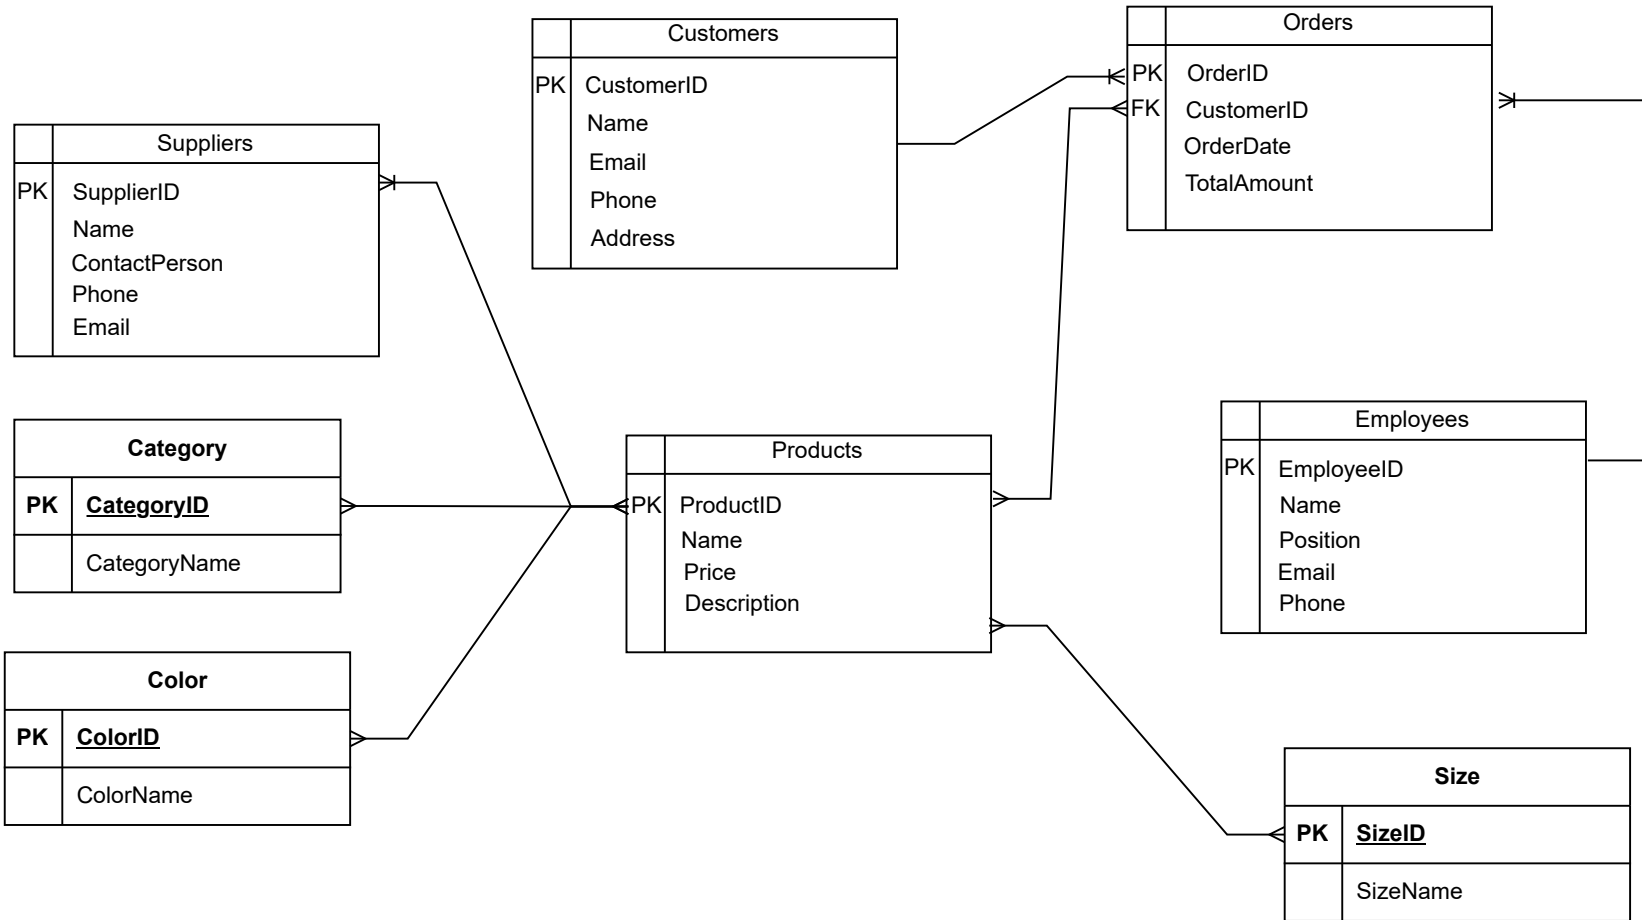 Customers
PK CustomerID
Name
Email
Phone
Address
Orders
PK OrderID
FK CustomerID
OrderDate
TotalAmount
Suppliers
PK SupplierID
Name
ContactPerson
Phone
Email
Category
PK CategoryID
CategoryName
Products
PK ProductID
Name
Price
Description
Employees
PK EmployeeID
Name
Position
Email
Phone
Color
PK ColorID
ColorName
Size
PK SizeID
SizeName